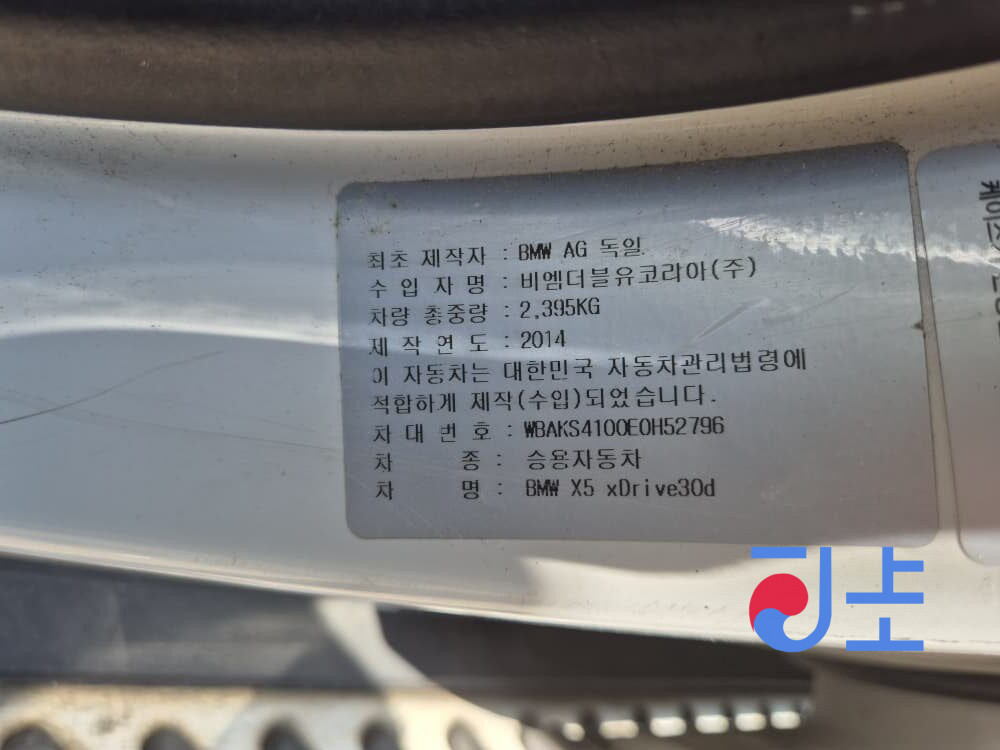 최초 제작자 : BMW AG 독일
수 입 자 명 : 비엠더블유코리아(주)
차량 총중량 : 2,395KG
제 작 연 도 : 2014
이 자동차는 대한민국 자동차관리법령에
적합하게 제작(수입)되었습니다.
차 대 번 호 : WBAKS4100E0H52796
차 종 : 승용자동차
차 명 : BMW X5 xDrive30d